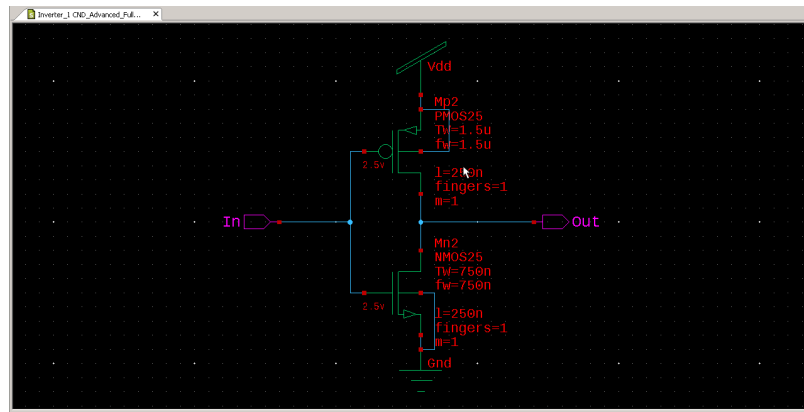 Inverter_1 CND_Advanced_Full...
Vdd
Mp2
PMOS25
TW=1.5u
fw=1.5u
2.5v
l=250n
fingers=1
m=1
In
Out
Mn2
NMOS25
TW=750n
fw=750n
2.5v
l=250n
fingers=1
m=1
Gnd